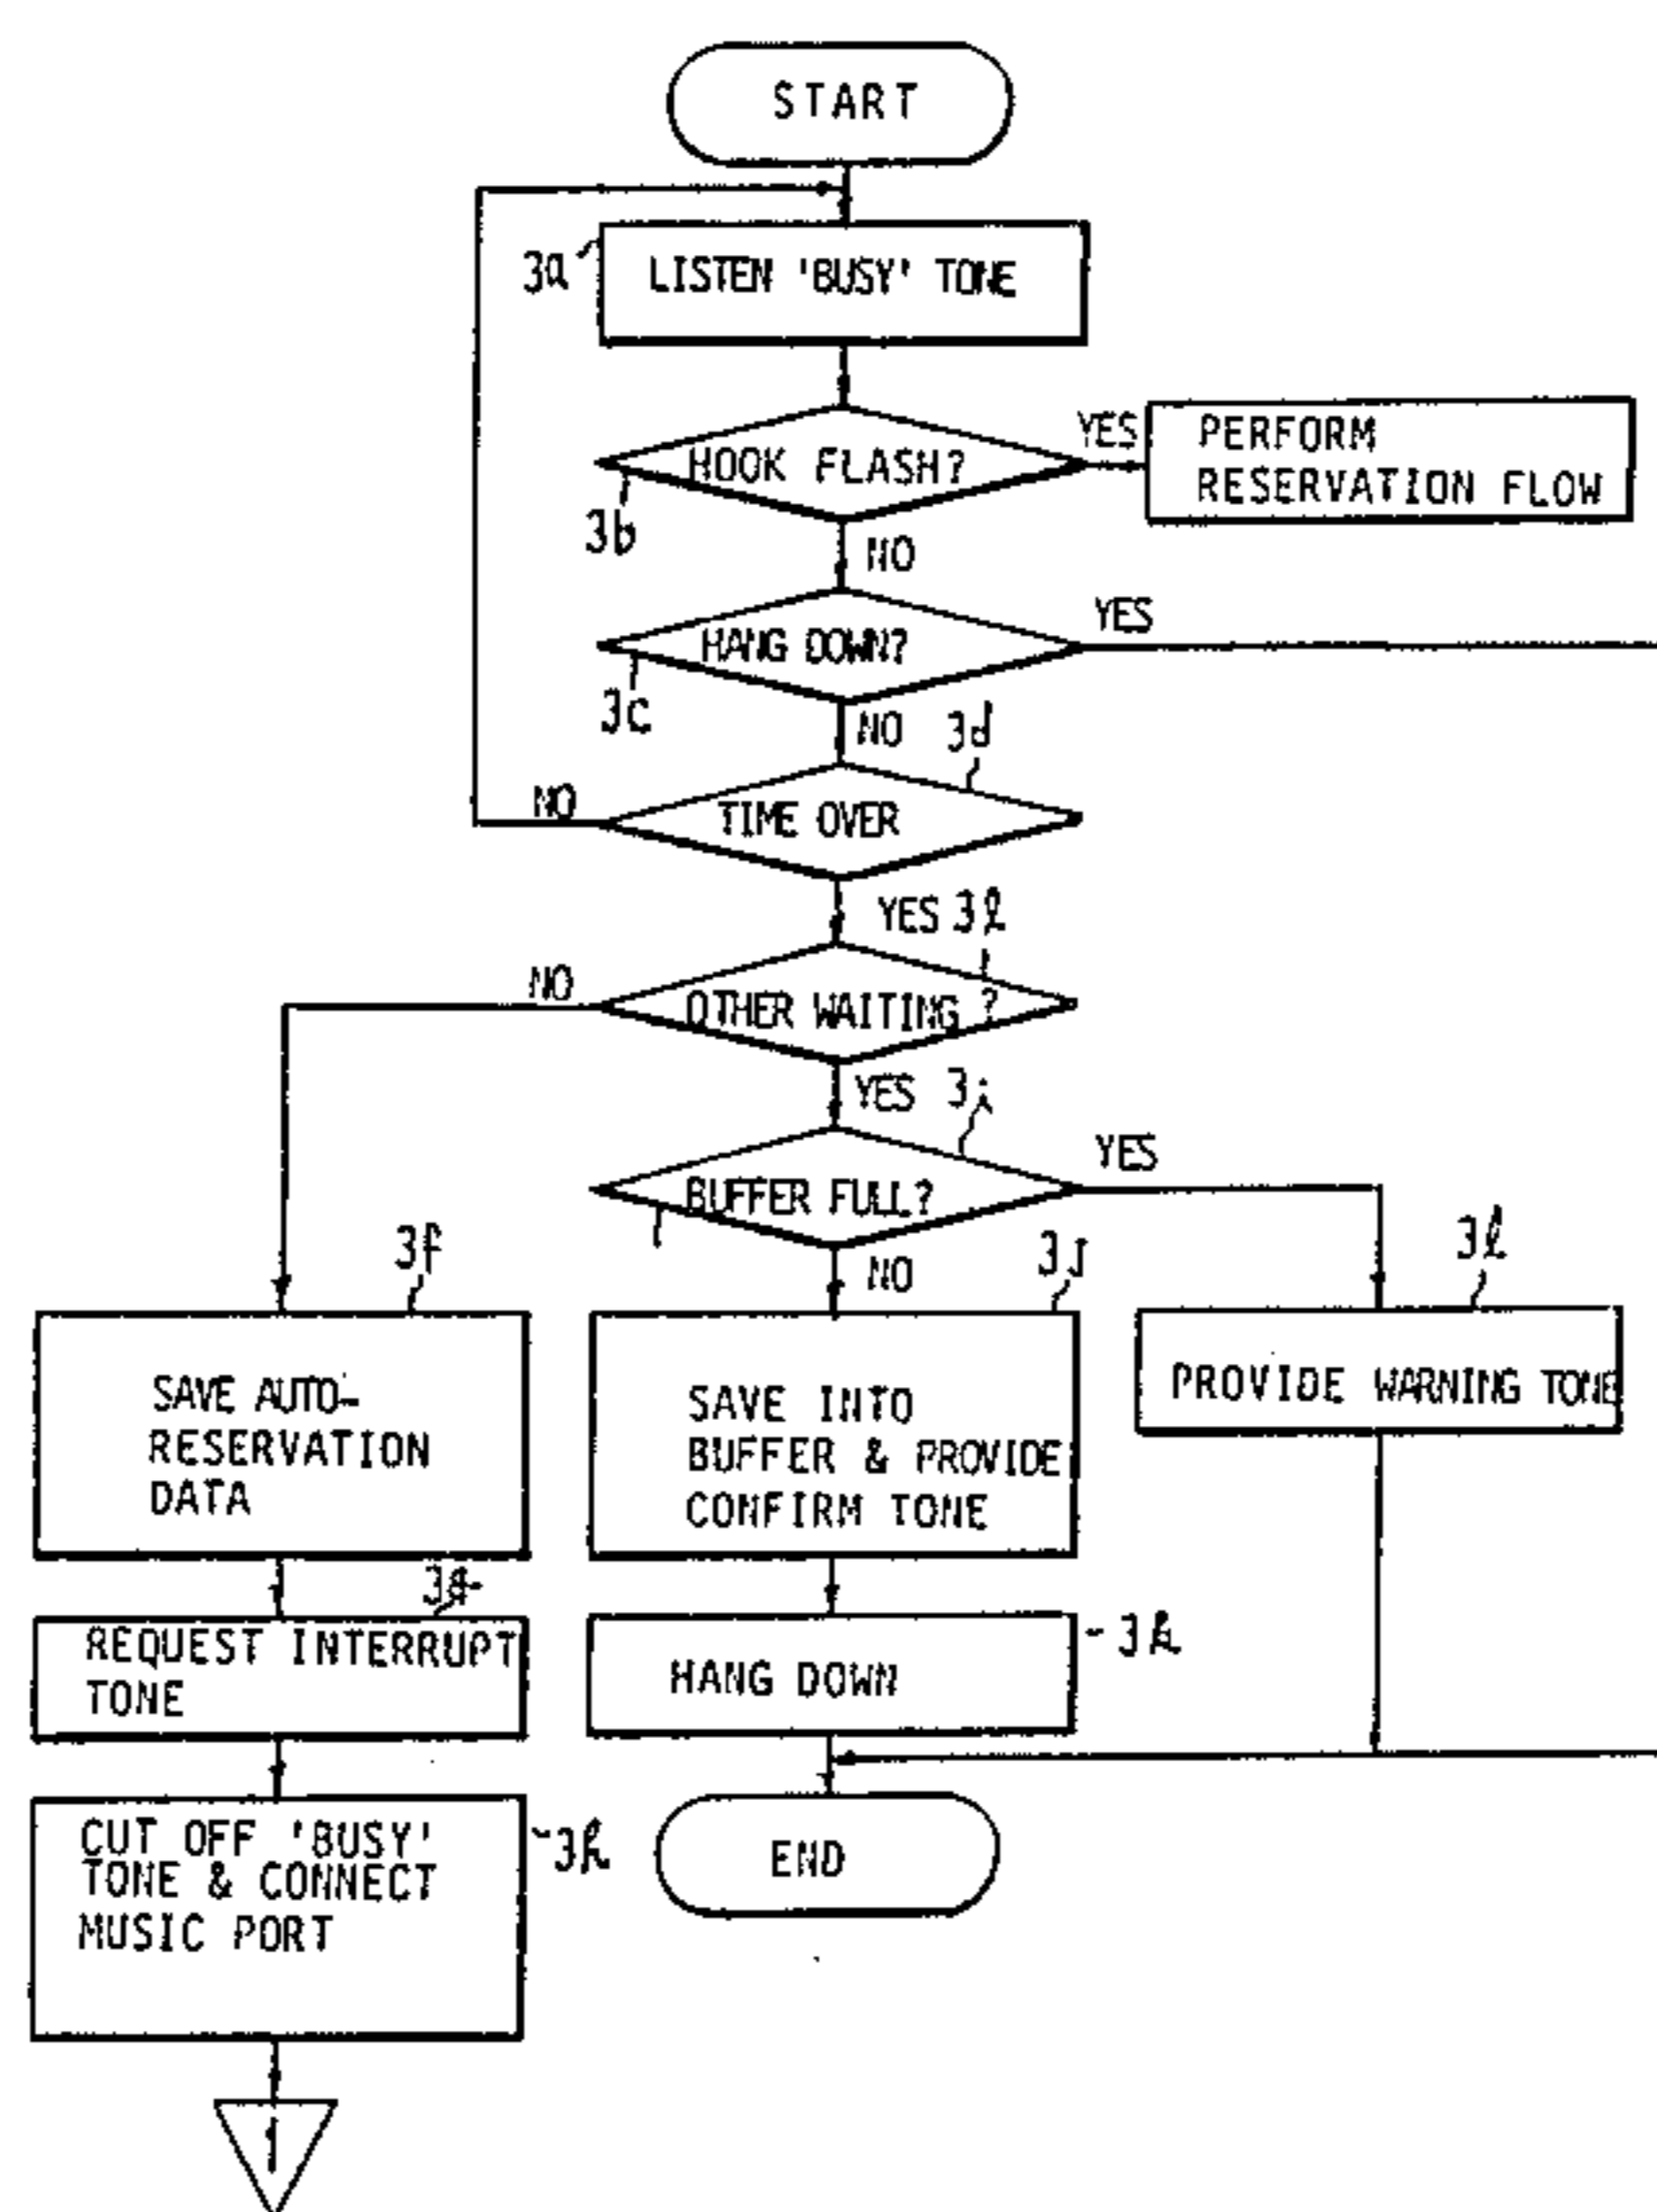 START
3a
LISTEN 'BUSY' TONE
HOOK FLASH?
YES
PERFORM
RESERVATION FLOW
3b
NO
HANG DOWN?
YES
3c
NO
3d
TIME OVER
NO
YES
OTHER WAITING ?
NO
YES
3i
BUFFER FULL?
YES
NO
3f
3j
3l
SAVE AUTO-
RESERVATION
DATA
SAVE INTO
BUFFER & PROVIDE
CONFIRM TONE
PROVIDE WARNING TONE
REQUEST INTERRUPT
TONE
HANG DOWN
3k
CUT OFF 'BUSY'
TONE & CONNECT
MUSIC PORT
3h
END
1